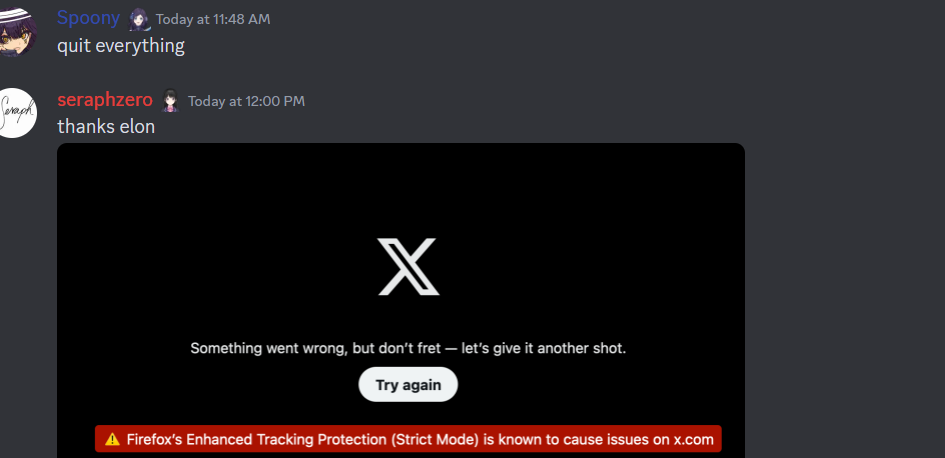 Spoony Today at 11:48 AM
quit everything
Seraph
seraphzero Today at 12:00 PM
thanks elon
X
Something went wrong, but don’t fret — let’s give it another shot.
Try again
⚠ Firefox’s Enhanced Tracking Protection (Strict Mode) is known to cause issues on x.com